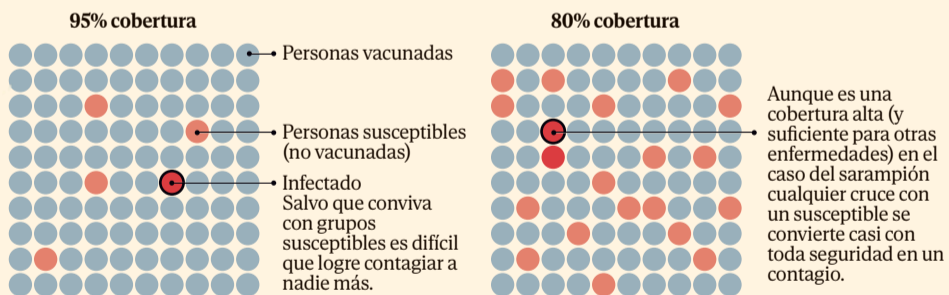 95% cobertura
Personas vacunadas
Personas susceptibles
(no vacunadas)
Infectado
Salvo que conviva
con grupos
susceptibles es difícil
que logre contagiar a
nadie más.
80% cobertura
Aunque es una
cobertura alta (y
suficiente para otras
enfermedades) en el
caso del sarampión
cualquier cruce con
un susceptible se
convierte casi con
toda seguridad en un
contagio.